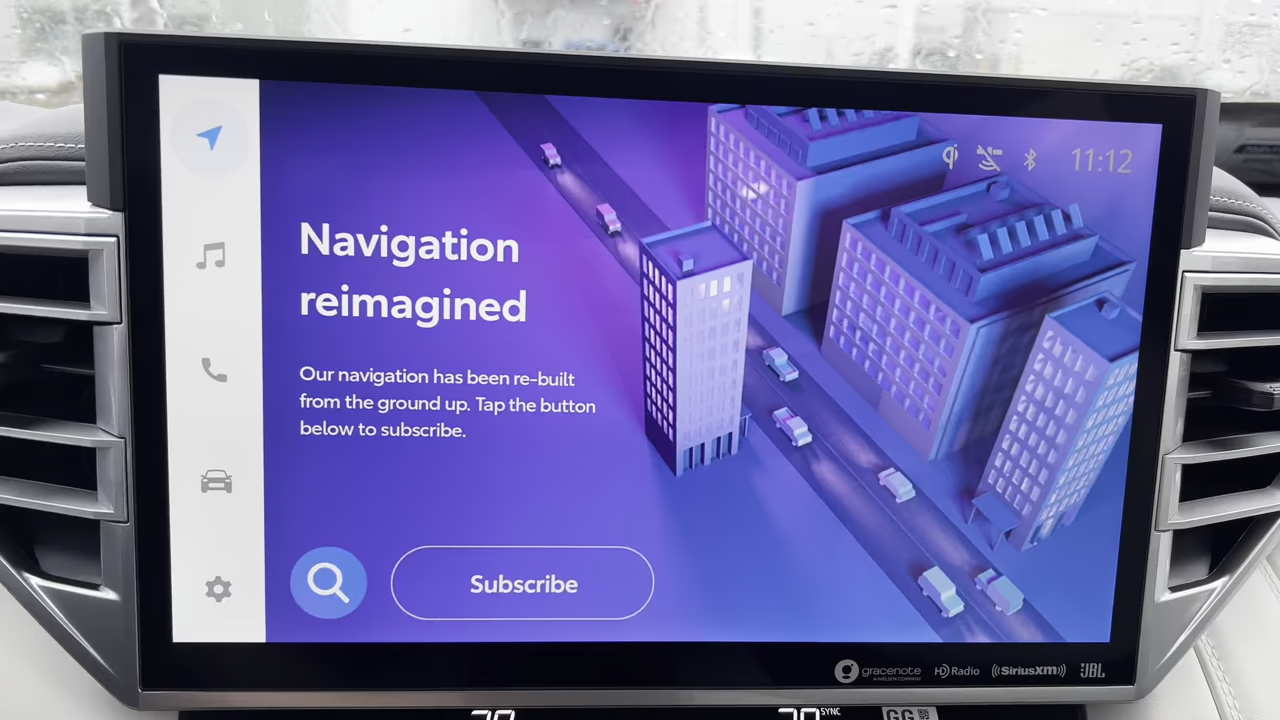 11:12
Navigation
reimagined
Our navigation has been re-built
from the ground up. Tap the button
below to subscribe.
Subscribe
gracenote
A NIELSEN COMPANY
HD Radio
SiriusXM
JBL
SYNC